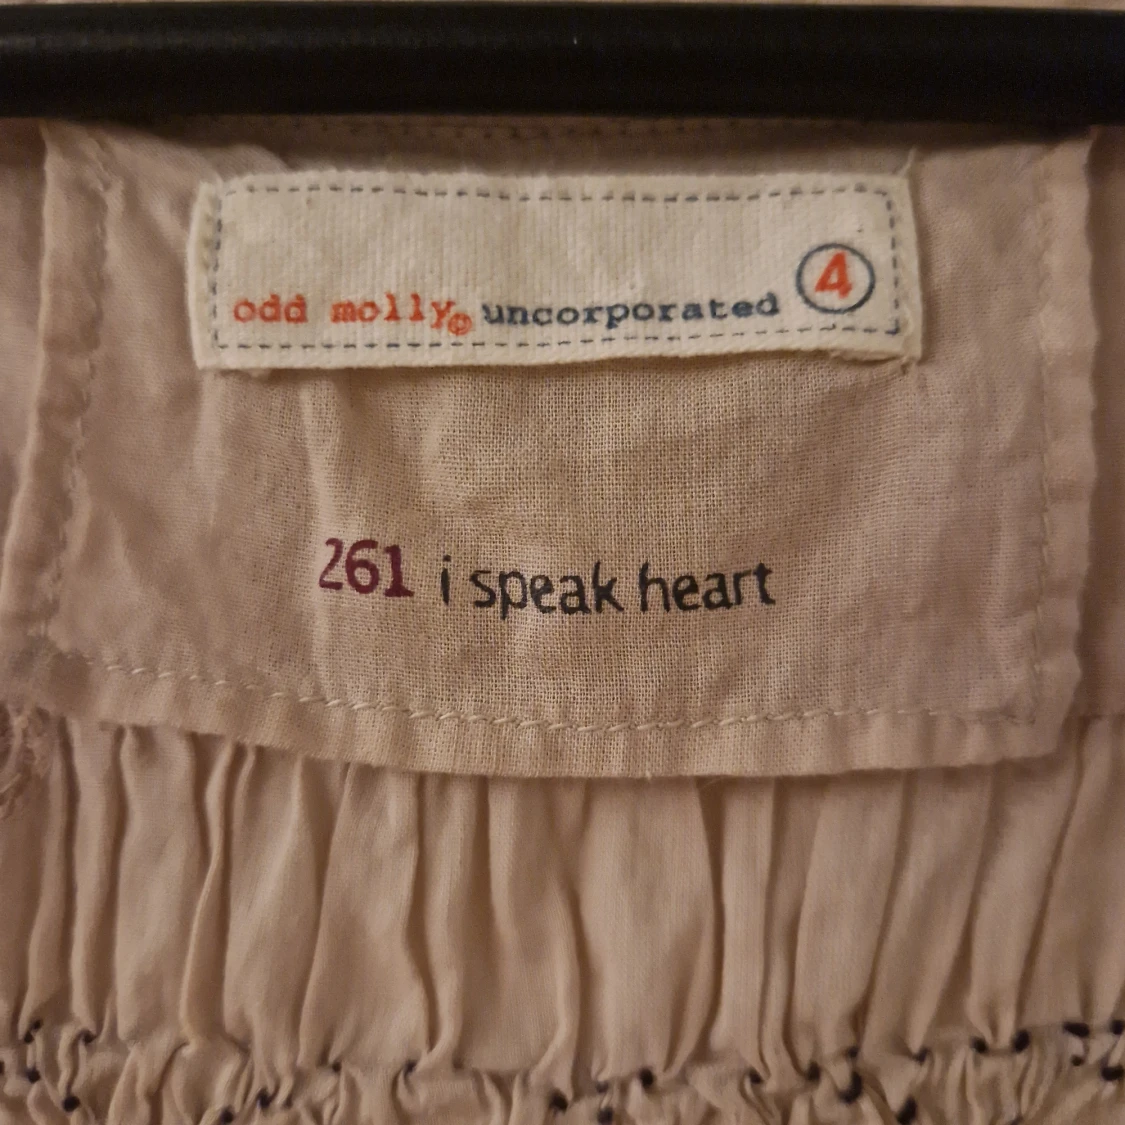 odd molly© uncorporated 4
261 i speak heart